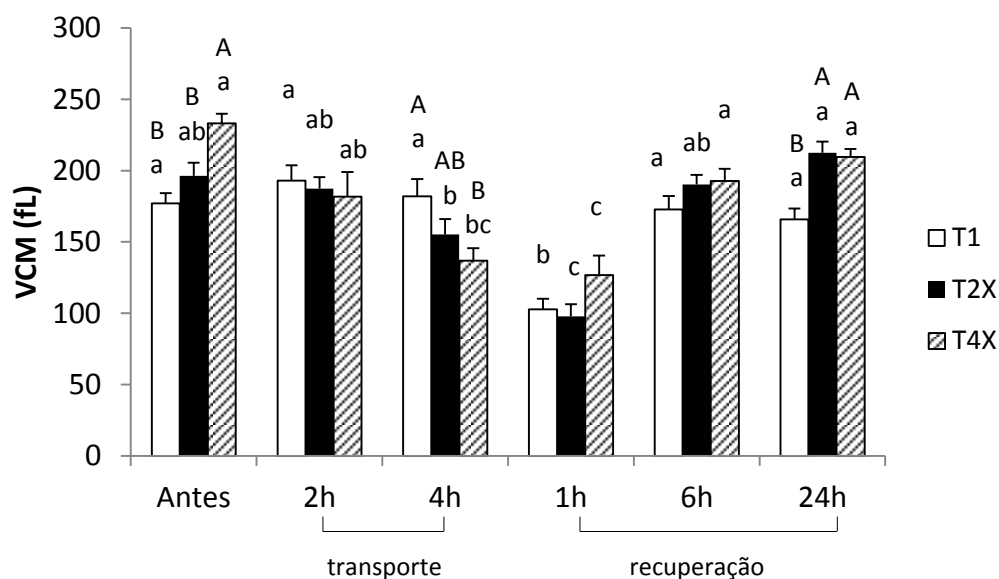 300
250
200
150
100
50
0
VCM (fL)
B
a
B
ab
A
a
a
ab
ab
A
a
AB
b
B
bc
b
c
c
a
ab
a
B
a
A
a
A
a
Antes 2h 4h 1h 6h 24h
transporte recuperação
T1
T2X
T4X